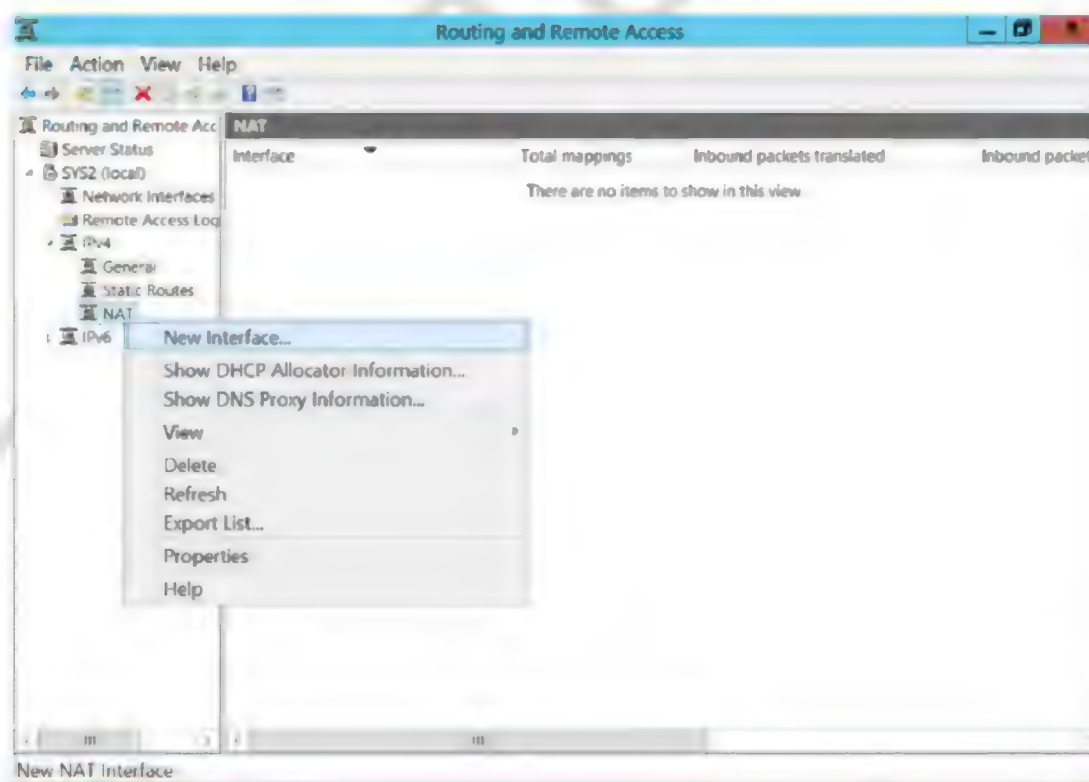 Routing and Remote Access
File Action View Help
Routing and Remote Acc
Server Status
SYS2 (local)
Network Interfaces
Remote Access Log
IPv4
General
Static Routes
NAT
IPv6
NAT
Interface Total mappings Inbound packets translated Inbound packet
There are no items to show in this view.
New Interface...
Show DHCP Allocator Information...
Show DNS Proxy Information...
View
Delete
Refresh
Export List...
Properties
Help
New NAT Interface